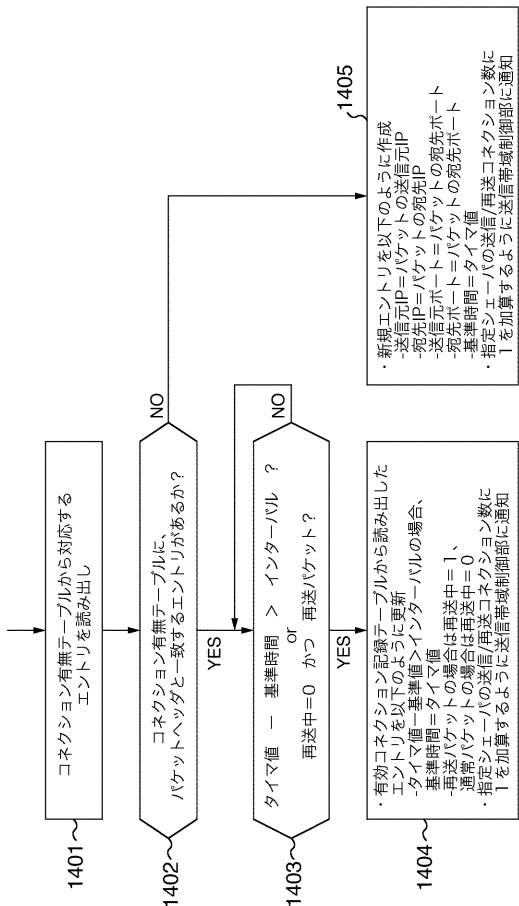 1401
コネクション有無テーブルから対応する
エントリを読み出し
1402
コネクション有無テーブルに、
パケットヘッダと一致するエントリがあるか？
NO
YES
1403
タイマ値 － 基準時間 ＞ インターバル ？
or
再送中＝0 かつ 再送パケット？
NO
YES
1404
・有効コネクション記録テーブルから読み出した
エントリを以下のように更新
-タイマ値－基準値＞インターバルの場合、
基準時間＝タイマ値
-再送パケットの場合は再送中＝1、
通常パケットの場合は再送中＝0
・指定シェーパの送信/再送コネクション数に
1を加算するように送信帯域制御部に通知
1405
・新規エントリを以下のように作成
-送信元IP＝パケットの送信元IP
-宛先IP＝パケットの宛先IP
-送信元ポート＝パケットの宛先ポート
-宛先ポート＝パケットの宛先ポート
-基準時間＝タイマ値
・指定シェーパの送信/再送コネクション数に
1を加算するように送信帯域制御部に通知